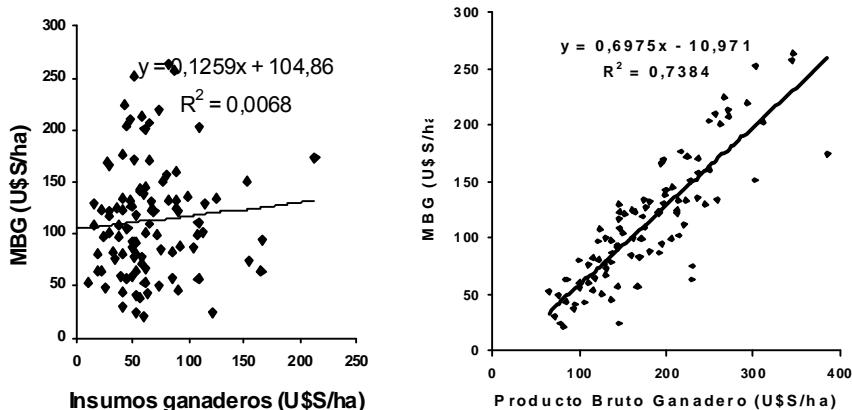 MBG (U$S/ha)
300
250
200
150
100
50
0
y = 0,1259x + 104,86
R² = 0,0068
0 50 100 150 200 250
Insumos ganaderos (U$S/ha)
MBG (U$S/ha
300
250
200
150
100
50
0
y = 0,6975x - 10,971
R² = 0,7384
0 100 200 300 400
Producto Bruto Ganadero (U$S/ha)